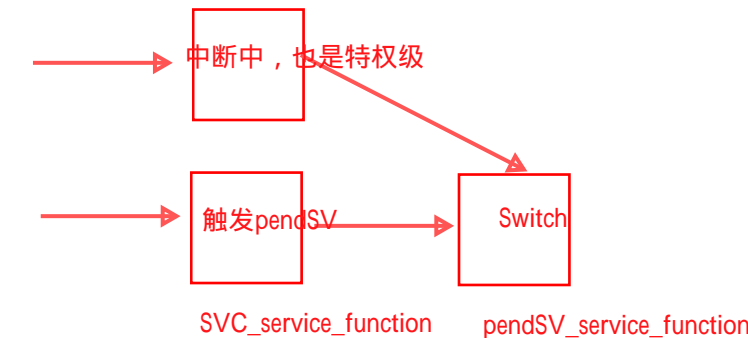 中断中，也是特权级
触发pendSV
Switch
SVC_service_function
pendSV_service_function